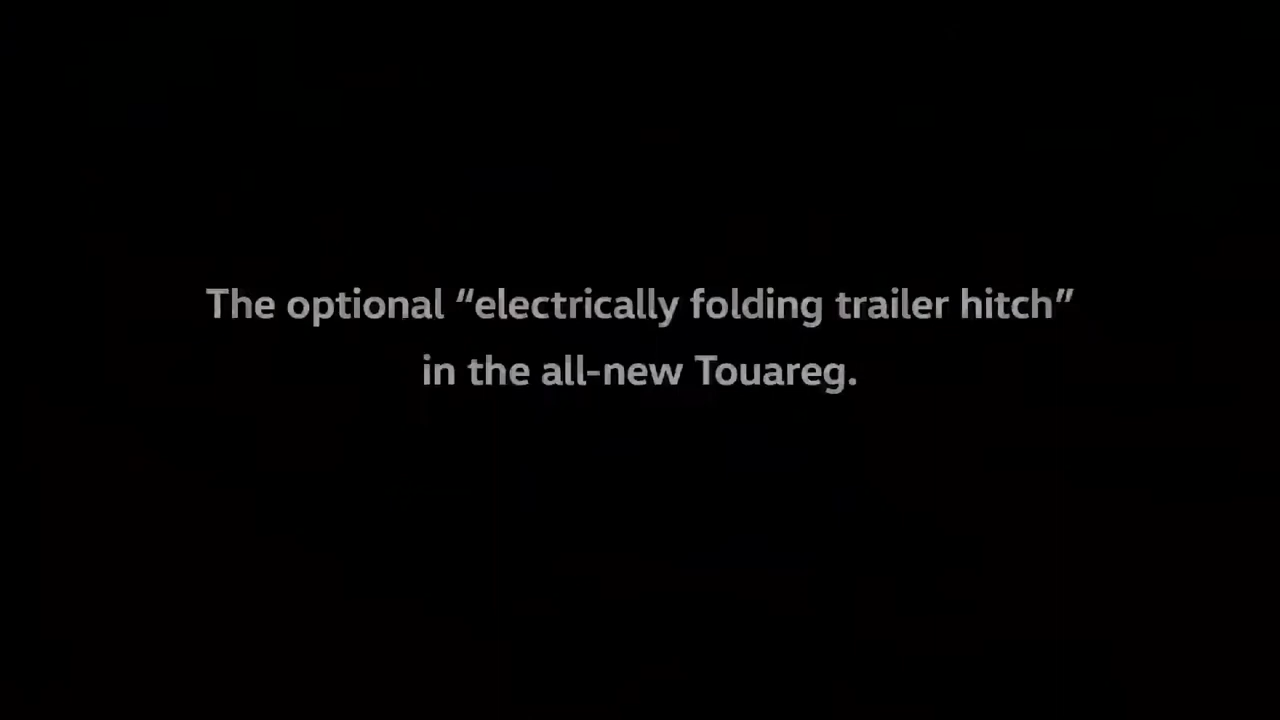 The optional “electrically folding trailer hitch”
in the all-new Touareg.